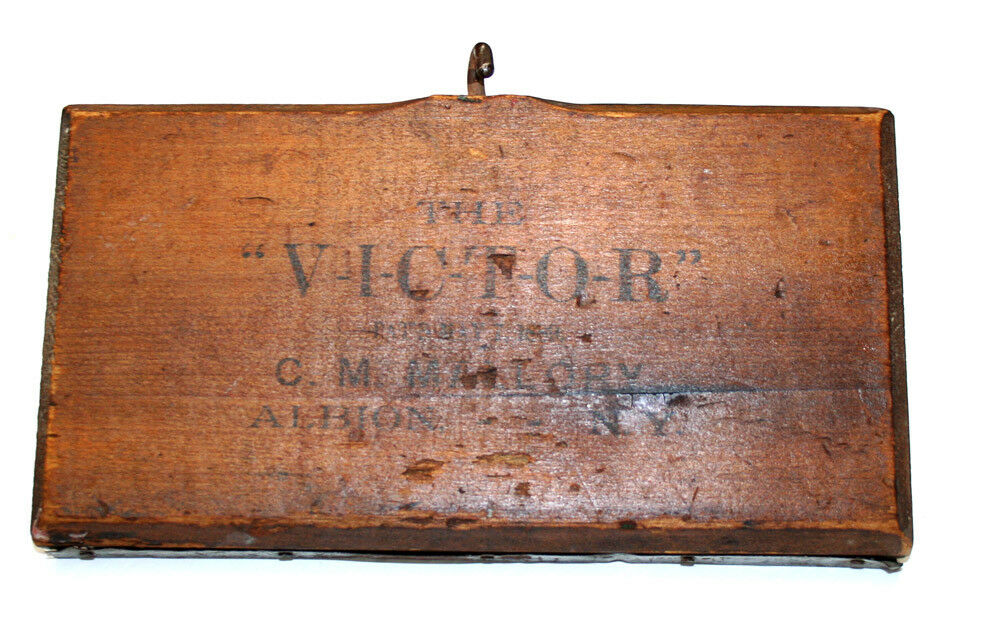 THE
"V-I-C-T-O-R"
C. M. MALLORY
ALBION, - - N.Y.